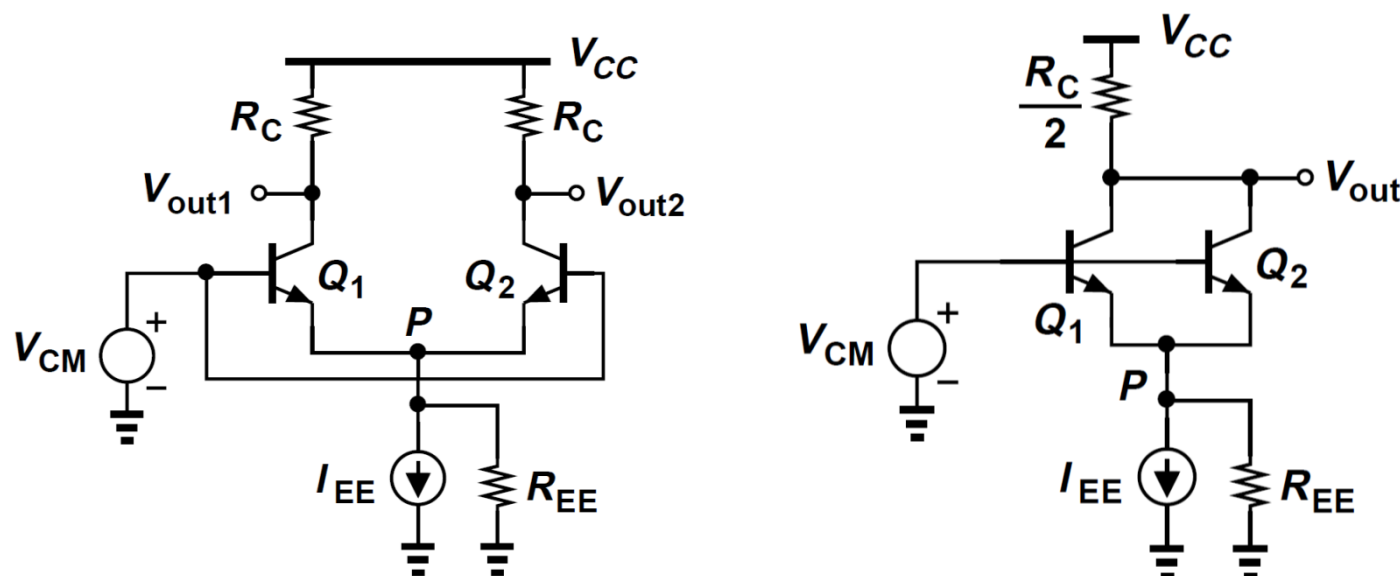 V_CC
R_C
R_C
V_out1
V_out2
Q_1
Q_2
P
V_CM
+
−
I_EE
R_EE
V_CC
R_C
2
V_out
Q_1
Q_2
V_CM
+
−
P
I_EE
R_EE